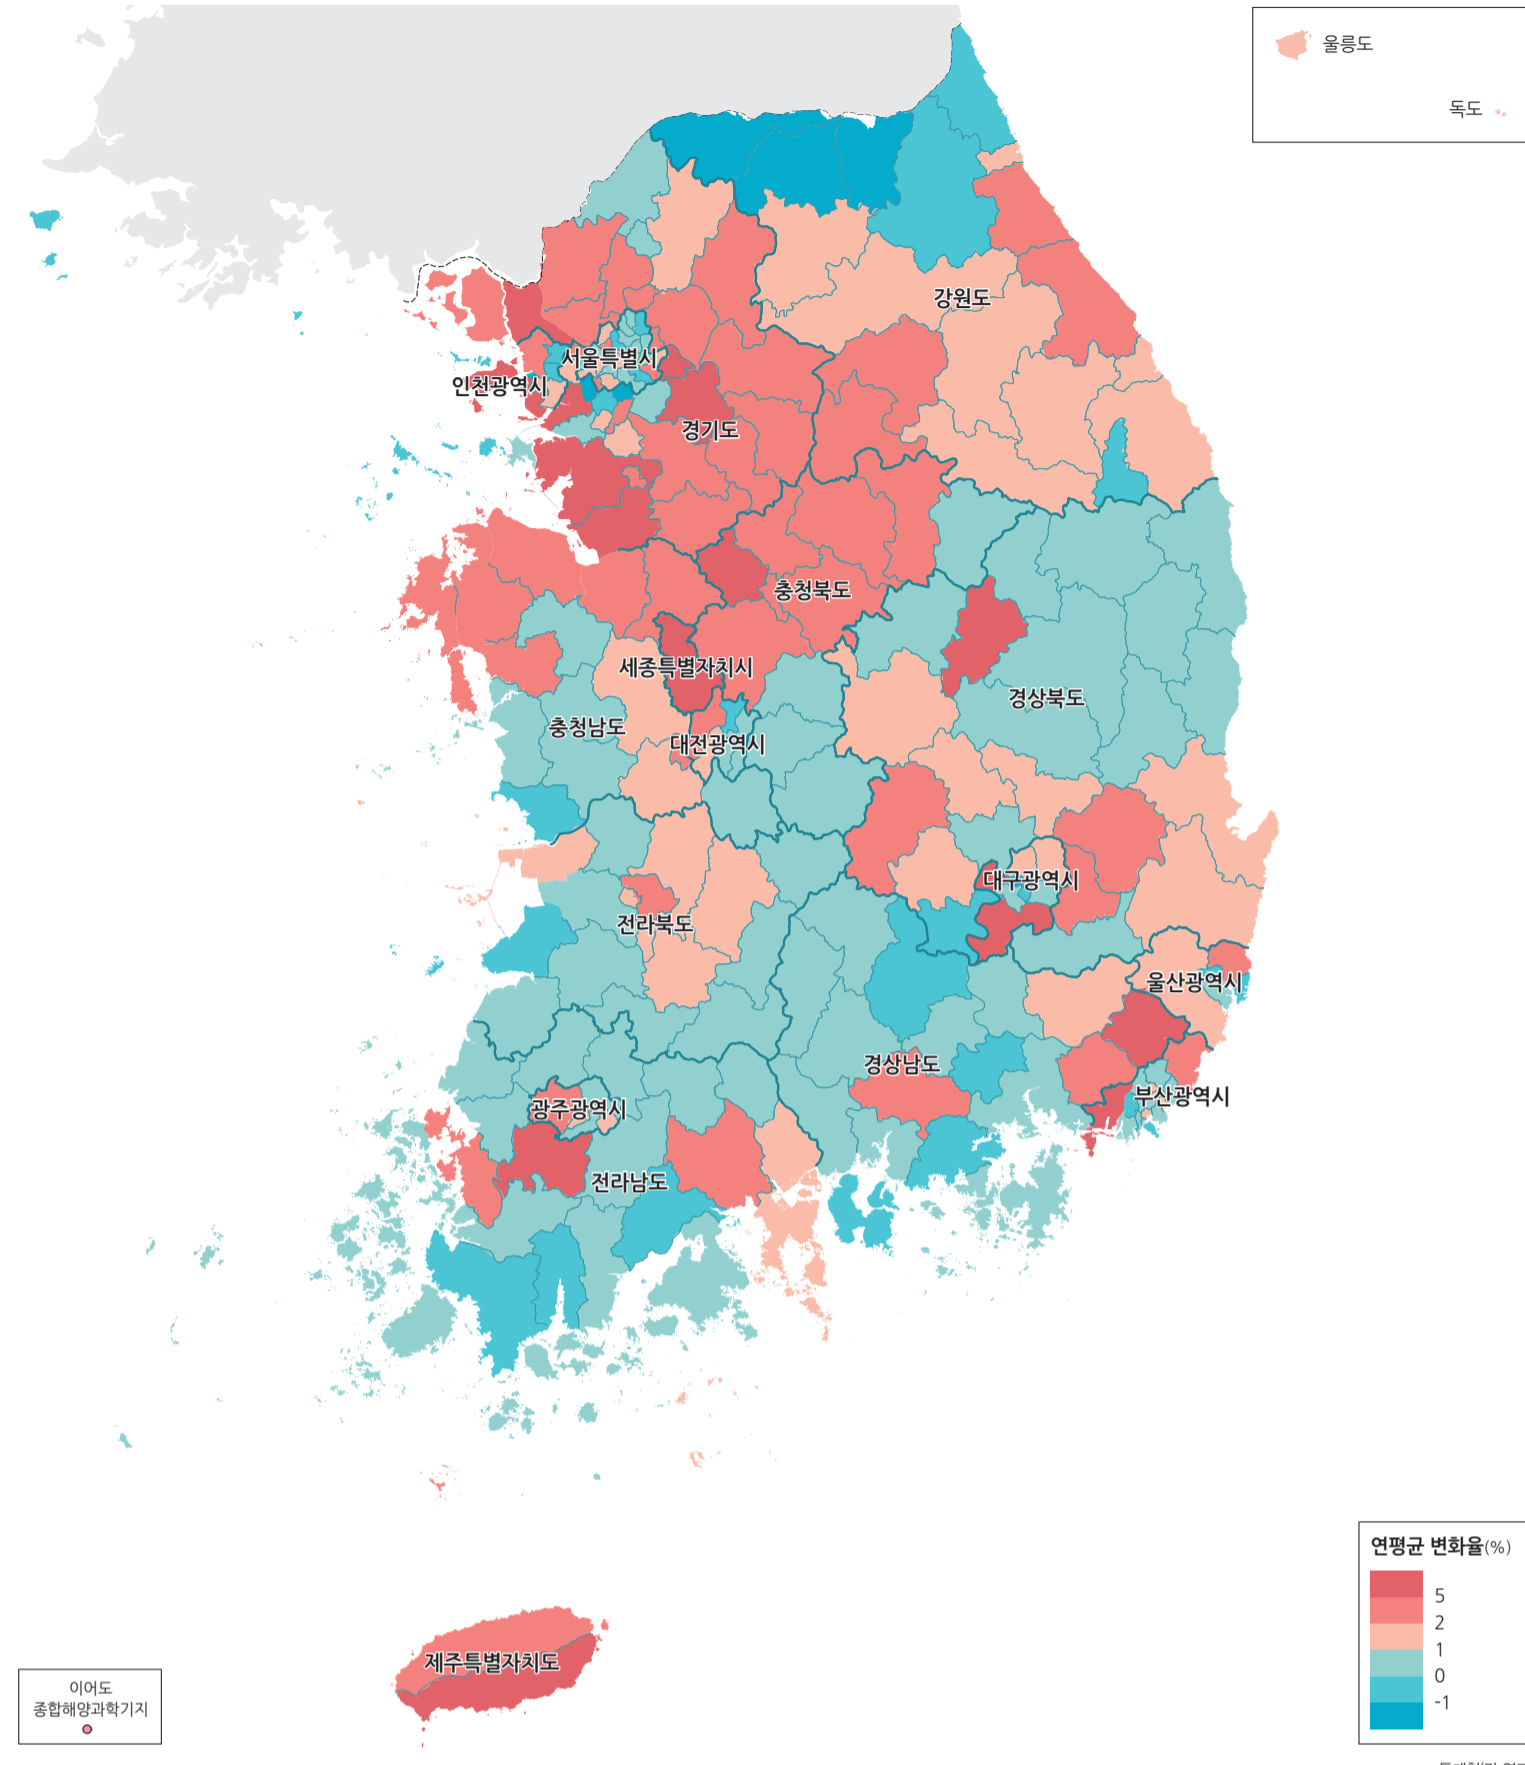 울릉도
독도
강원도
서울특별시
인천광역시
경기도
충청북도
세종특별자치시
경상북도
충청남도
대전광역시
대구광역시
전라북도
울산광역시
경상남도
부산광역시
광주광역시
전라남도
연평균 변화율(%)
5
2
1
0
-1
제주특별자치도
이어도
종합해양과학기지